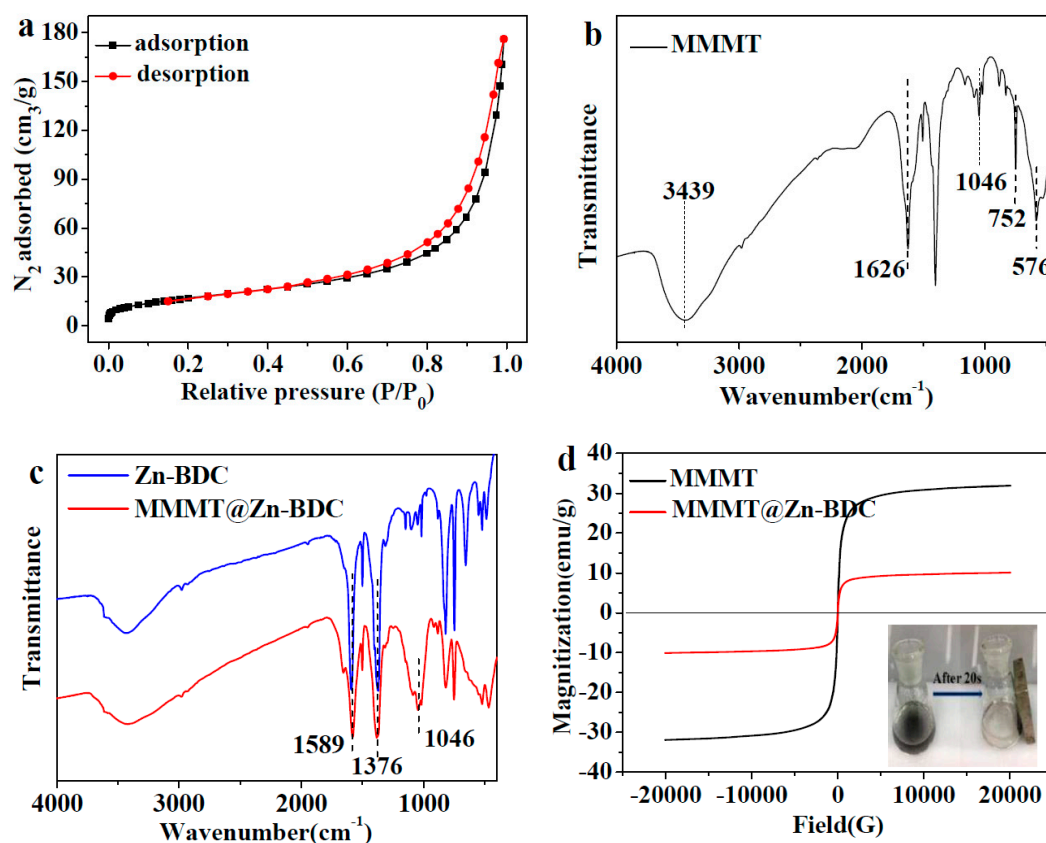 a
adsorption
desorption
N2 adsorbed (cm3/g)
180
150
120
90
60
30
0
0.0 0.2 0.4 0.6 0.8 1.0
Relative pressure (P/P0)
b
MMMT
Transmittance
3439
1626
1046
752
576
4000 3000 2000 1000
Wavenumber(cm-1)
c
Zn-BDC
MMMT@Zn-BDC
Transmittance
1589
1376
1046
4000 3000 2000 1000
Wavenumber(cm-1)
d
MMMT
MMMT@Zn-BDC
Magnitization(emu/g)
40
30
20
10
0
-10
-20
-30
-40
After 20s
-20000 -10000 0 10000 20000
Field(G)